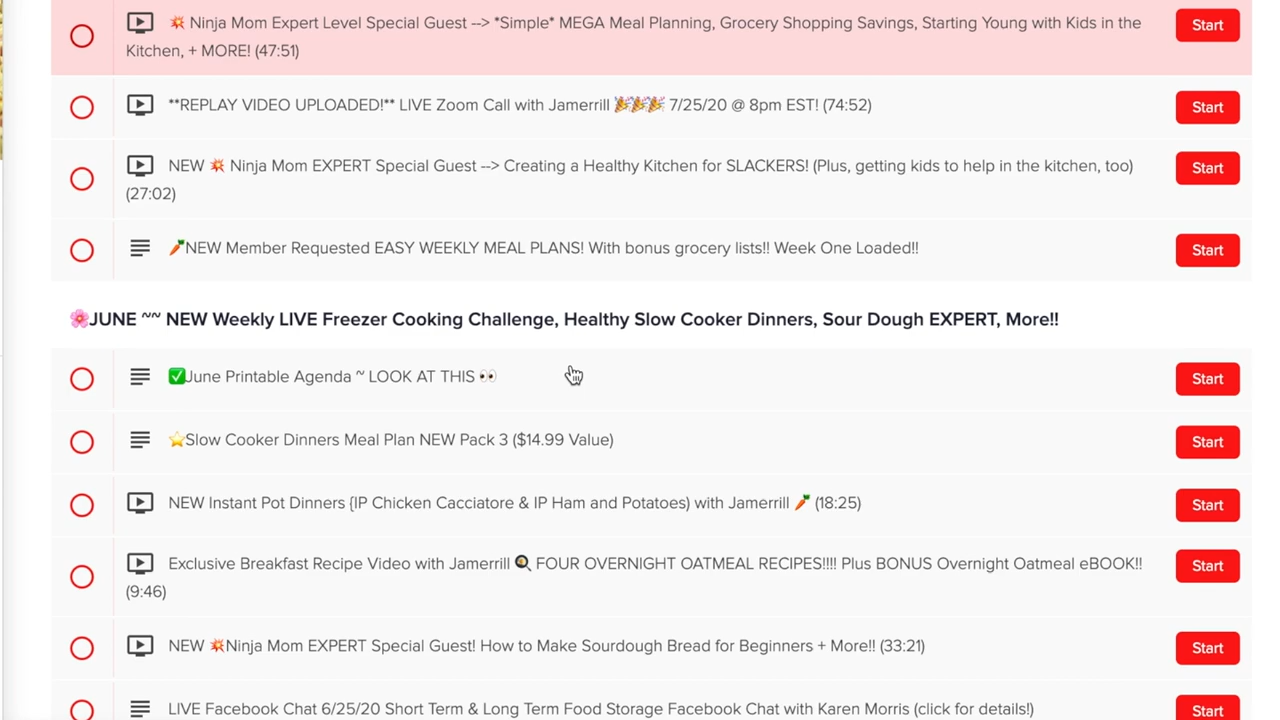 💥 Ninja Mom Expert Level Special Guest --> *Simple* MEGA Meal Planning, Grocery Shopping Savings, Starting Young with Kids in the
Kitchen, + MORE! (47:51)
Start
**REPLAY VIDEO UPLOADED!** LIVE Zoom Call with Jamerrill 🎉🎉🎉 7/25/20 @ 8pm EST! (74:52)
Start
NEW 💥 Ninja Mom EXPERT Special Guest --> Creating a Healthy Kitchen for SLACKERS! (Plus, getting kids to help in the kitchen, too)
(27:02)
Start
🥕NEW Member Requested EASY WEEKLY MEAL PLANS! With bonus grocery lists!! Week One Loaded!!
Start
🌸JUNE ~~ NEW Weekly LIVE Freezer Cooking Challenge, Healthy Slow Cooker Dinners, Sour Dough EXPERT, More!!
✅June Printable Agenda ~ LOOK AT THIS 👀
Start
⭐Slow Cooker Dinners Meal Plan NEW Pack 3 ($14.99 Value)
Start
NEW Instant Pot Dinners {IP Chicken Cacciatore & IP Ham and Potatoes) with Jamerrill 🥕 (18:25)
Start
Exclusive Breakfast Recipe Video with Jamerrill 🍳 FOUR OVERNIGHT OATMEAL RECIPES!!!! Plus BONUS Overnight Oatmeal eBOOK!!
(9:46)
Start
NEW 💥Ninja Mom EXPERT Special Guest! How to Make Sourdough Bread for Beginners + More!! (33:21)
Start
LIVE Facebook Chat 6/25/20 Short Term & Long Term Food Storage Facebook Chat with Karen Morris (click for details!)
Start